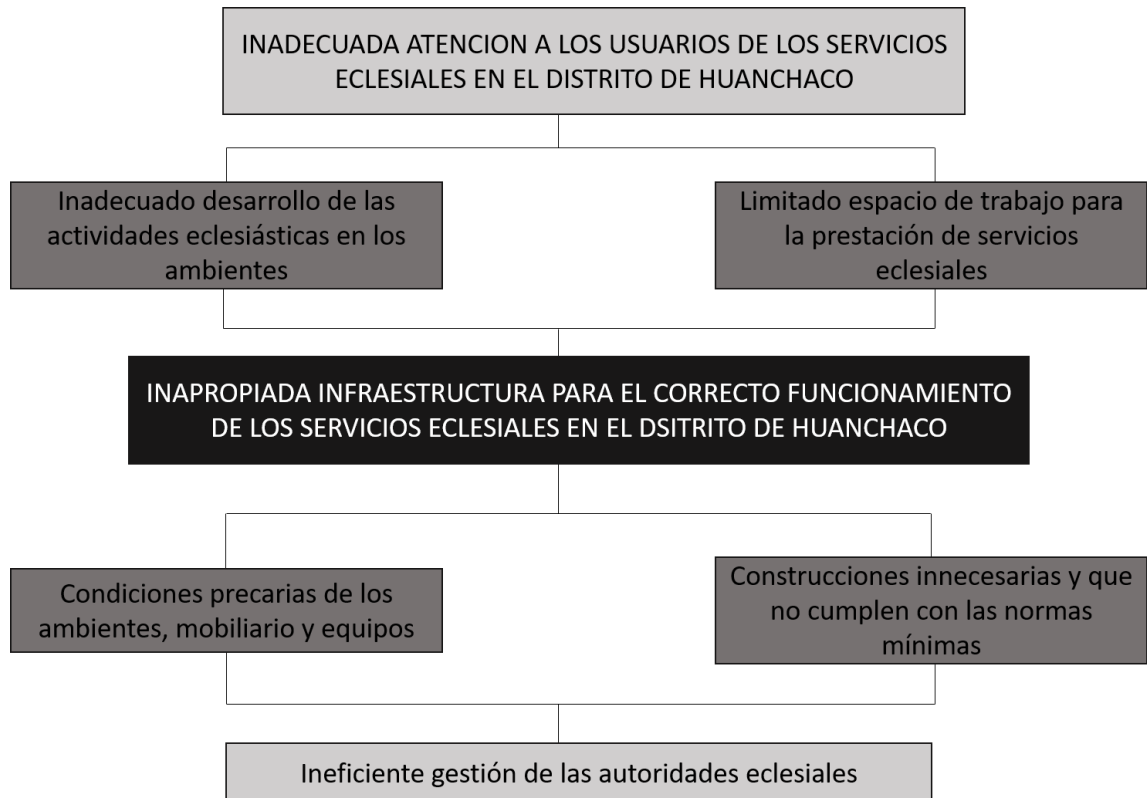 INADECUADA ATENCION A LOS USUARIOS DE LOS SERVICIOS
ECLESIALES EN EL DISTRITO DE HUANCHACO
Inadecuado desarrollo de las
actividades eclesiásticas en los
ambientes
Limitado espacio de trabajo para
la prestación de servicios
eclesiales
INAPROPIADA INFRAESTRUCTURA PARA EL CORRECTO FUNCIONAMIENTO
DE LOS SERVICIOS ECLESIALES EN EL DSITRITO DE HUANCHACO
Condiciones precarias de los
ambientes, mobiliario y equipos
Construcciones innecesarias y que
no cumplen con las normas
mínimas
Ineficiente gestión de las autoridades eclesiales